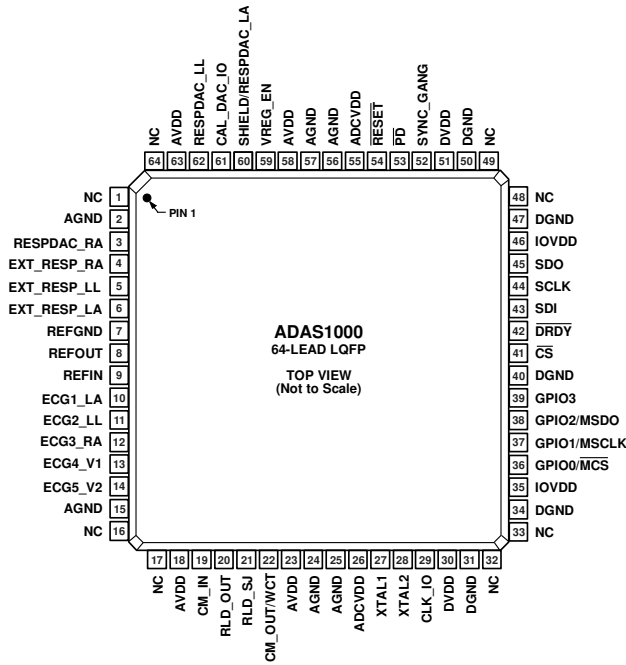 NC
AVDD
RESPDAC_LL
CAL_DAC_IO
SHIELD/RESPDAC_LA
VREG_EN
AVDD
AGND
AGND
ADCVDD
RESET
PD
SYNC_GANG
DVDD
DGND
NC
64 63 62 61 60 59 58 57 56 55 54 53 52 51 50 49
NC 1
AGND 2
RESPDAC_RA 3
EXT_RESP_RA 4
EXT_RESP_LL 5
EXT_RESP_LA 6
REFGND 7
REFOUT 8
REFIN 9
ECG1_LA 10
ECG2_LL 11
ECG3_RA 12
ECG4_V1 13
ECG5_V2 14
AGND 15
NC 16
PIN 1
ADAS1000
64-LEAD LQFP
TOP VIEW
(Not to Scale)
48 NC
47 DGND
46 IOVDD
45 SDO
44 SCLK
43 SDI
42 DRDY
41 CS
40 DGND
39 GPIO3
38 GPIO2/MSDO
37 GPIO1/MSCLK
36 GPIO0/MCS
35 IOVDD
34 DGND
33 NC
17 18 19 20 21 22 23 24 25 26 27 28 29 30 31 32
NC
AVDD
CM_IN
RLD_OUT
RLD_SJ
CM_OUT/WCT
AVDD
AGND
AGND
ADCVDD
XTAL1
XTAL2
CLK_IO
DVDD
DGND
NC